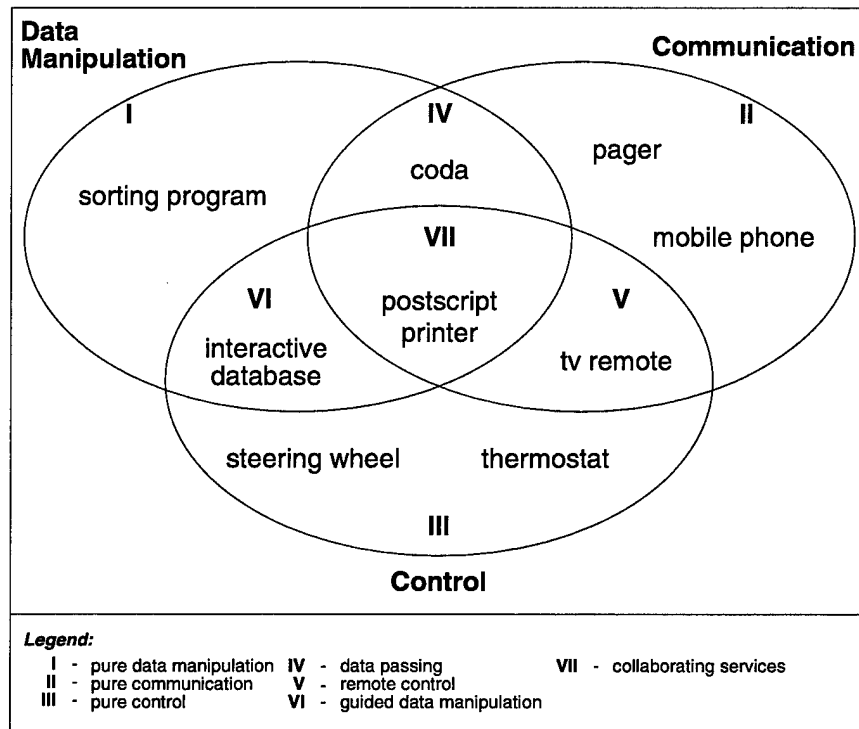 Data
Manipulation
Communication
I
IV
II
coda
pager
sorting program
VII
mobile phone
VI
postscript
printer
V
interactive
database
tv remote
steering wheel
thermostat
III
Control
Legend:
I - pure data manipulation IV - data passing VII - collaborating services
II - pure communication V - remote control
III - pure control VI - guided data manipulation